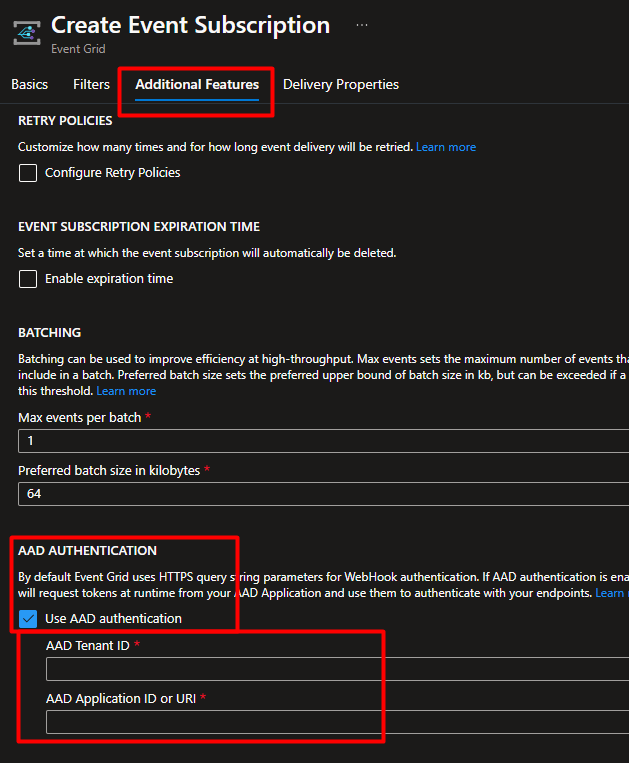 Create Event Subscription ...
Event Grid
Basics Filters Additional Features Delivery Properties
RETRY POLICIES
Customize how many times and for how long event delivery will be retried. Learn more
Configure Retry Policies
EVENT SUBSCRIPTION EXPIRATION TIME
Set a time at which the event subscription will automatically be deleted.
Enable expiration time
BATCHING
Batching can be used to improve efficiency at high-throughput. Max events sets the maximum number of events tha
include in a batch. Preferred batch size sets the preferred upper bound of batch size in kb, but can be exceeded if a
this threshold. Learn more
Max events per batch *
1
Preferred batch size in kilobytes *
64
AAD AUTHENTICATION
By default Event Grid uses HTTPS query string parameters for WebHook authentication. If AAD authentication is ena
will request tokens at runtime from your AAD Application and use them to authenticate with your endpoints. Learn
Use AAD authentication
AAD Tenant ID *
AAD Application ID or URI *